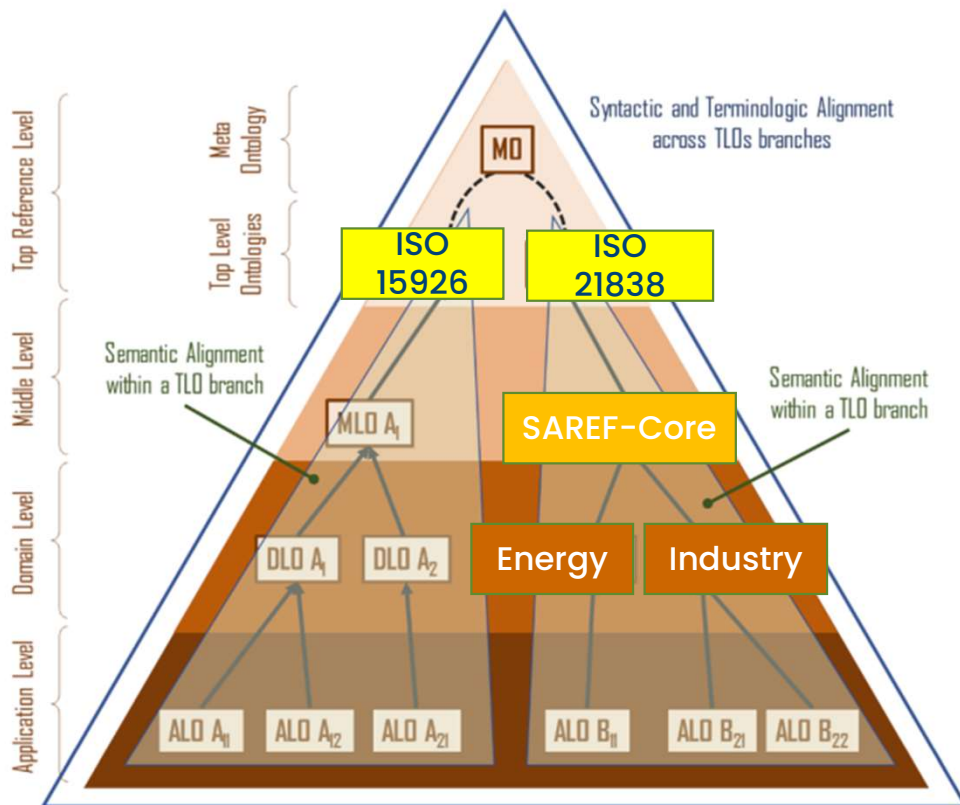 Top Reference Level
Meta
Ontology
Top Level
Ontologies
Middle Level
Domain Level
Application Level
Syntactic and Terminologic Alignment
across TLOs branches
MO
ISO
15926
ISO
21838
Semantic Alignment
within a TLO branch
Semantic Alignment
within a TLO branch
MLO A₁
SAREF-Core
DLO A₁
DLO A₂
Energy
Industry
ALO A₁₁
ALO A₁₂
ALO A₂₁
ALO B₁₁
ALO B₂₁
ALO B₂₂